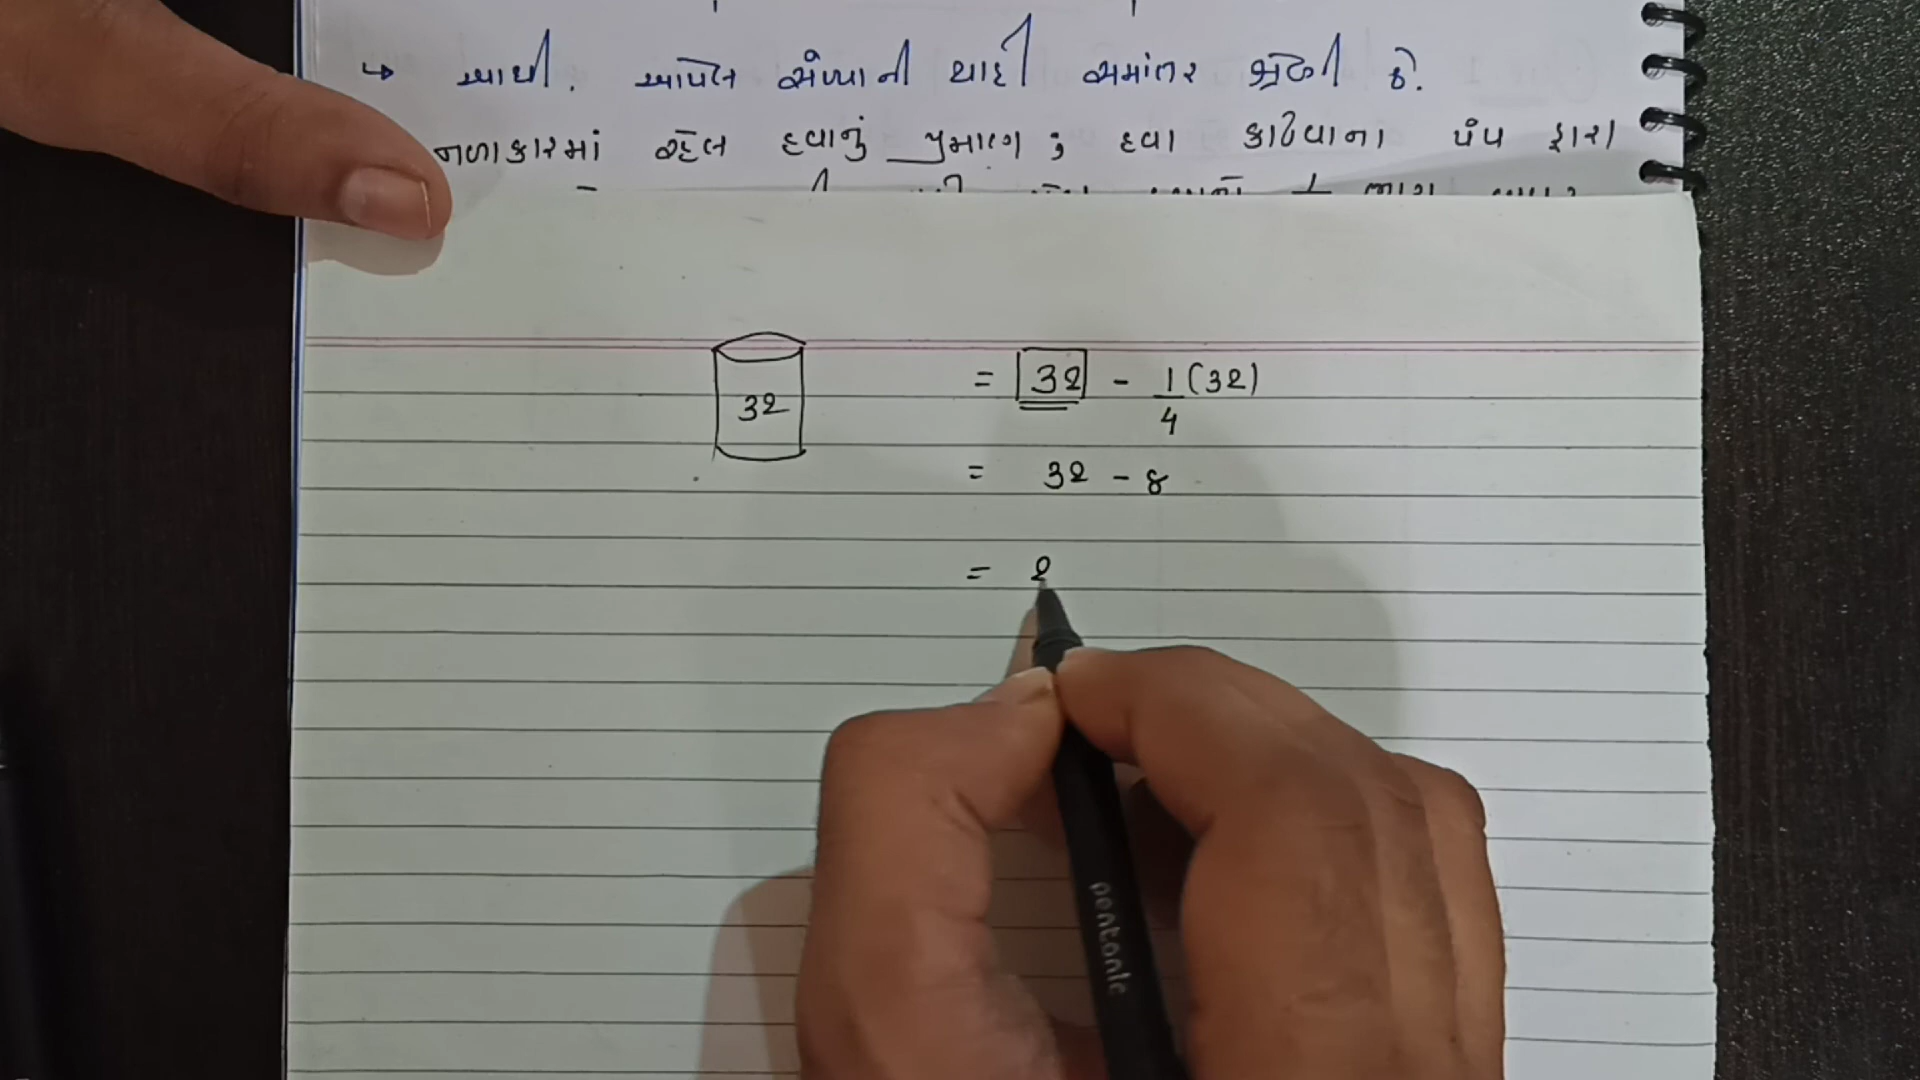 ↳ આથી. આપેલ સંખ્યાની યાદી સમાંતર શ્રેણી છે.
નળાકારમાં રહેલ હવાનું પ્રમાણ ; હવા કાઢવાના પંપ દ્વારા
32
= 32 - 1/4 (32)
= 32 - 8
= 2
pentonic